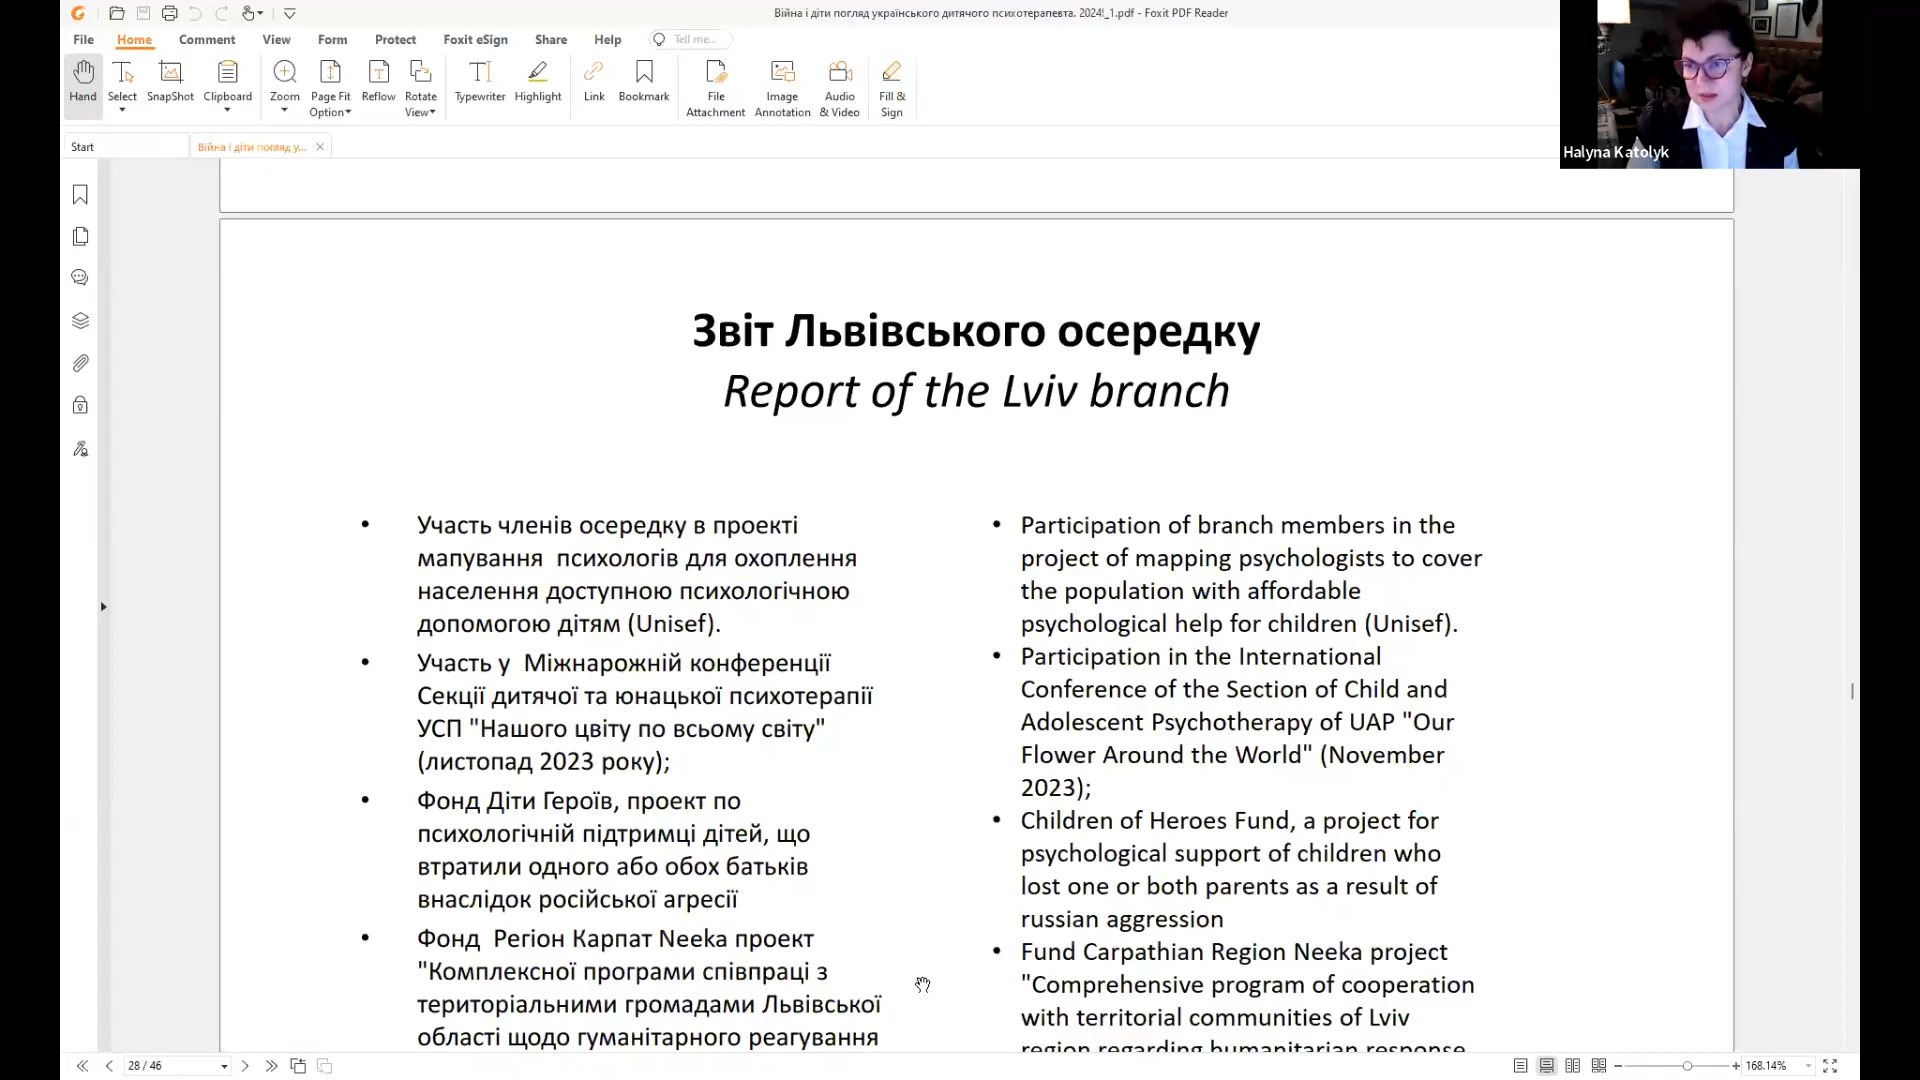 Війна і діти погляд українського дитячого психотерапевта. 2024!_1.pdf - Foxit PDF Reader
File Home Comment View Form Protect Foxit eSign Share Help Tell me...
Hand Select SnapShot Clipboard Zoom Page Fit Option Reflow Rotate View Typewriter Highlight Link Bookmark File Attachment Image Annotation Audio & Video Fill & Sign
Halyna Katolyk
Start Війна і діти погляд у...
Звіт Львівського осередку
Report of the Lviv branch
• Участь членів осередку в проекті
мапування психологів для охоплення
населення доступною психологічною
допомогою дітям (Unisef).
• Участь у Міжнарожній конференції
Секції дитячої та юнацької психотерапії
УСП "Нашого цвіту по всьому світу"
(листопад 2023 року);
• Фонд Діти Героїв, проект по
психологічній підтримці дітей, що
втратили одного або обох батьків
внаслідок російської агресії
• Фонд Регіон Карпат Neeka проект
"Комплексної програми співпраці з
територіальними громадами Львівської
області щодо гуманітарного реагування
• Participation of branch members in the
project of mapping psychologists to cover
the population with affordable
psychological help for children (Unisef).
• Participation in the International
Conference of the Section of Child and
Adolescent Psychotherapy of UAP "Our
Flower Around the World" (November
2023);
• Children of Heroes Fund, a project for
psychological support of children who
lost one or both parents as a result of
russian aggression
• Fund Carpathian Region Neeka project
"Comprehensive program of cooperation
with territorial communities of Lviv
region regarding humanitarian response
28 / 46 168.14%